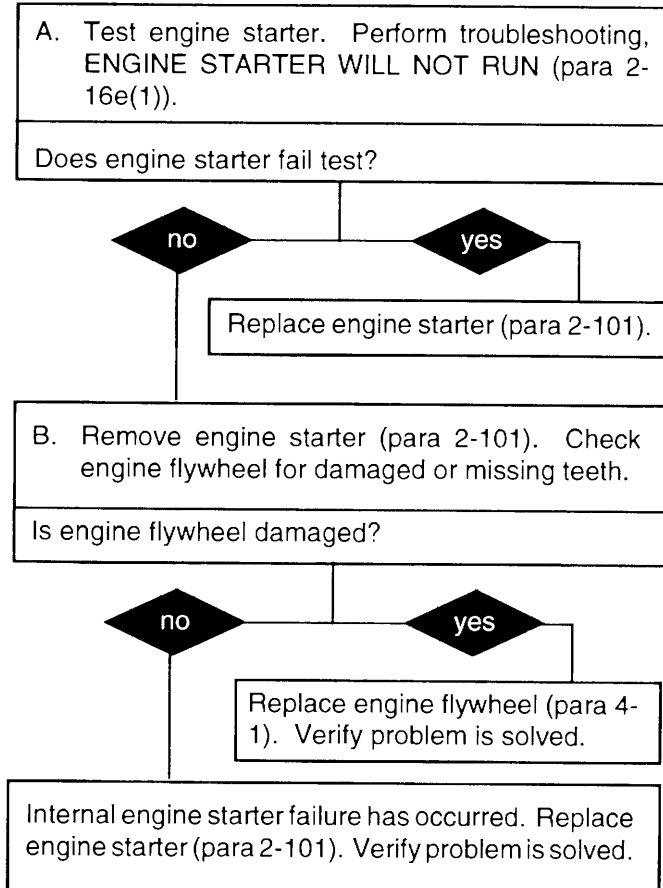 A. Test engine starter. Perform troubleshooting,
ENGINE STARTER WILL NOT RUN (para 2-
16e(1)).
Does engine starter fail test?
no
yes
Replace engine starter (para 2-101).
B. Remove engine starter (para 2-101). Check
engine flywheel for damaged or missing teeth.
Is engine flywheel damaged?
no
yes
Replace engine flywheel (para 4-
1). Verify problem is solved.
Internal engine starter failure has occurred. Replace
engine starter (para 2-101). Verify problem is solved.